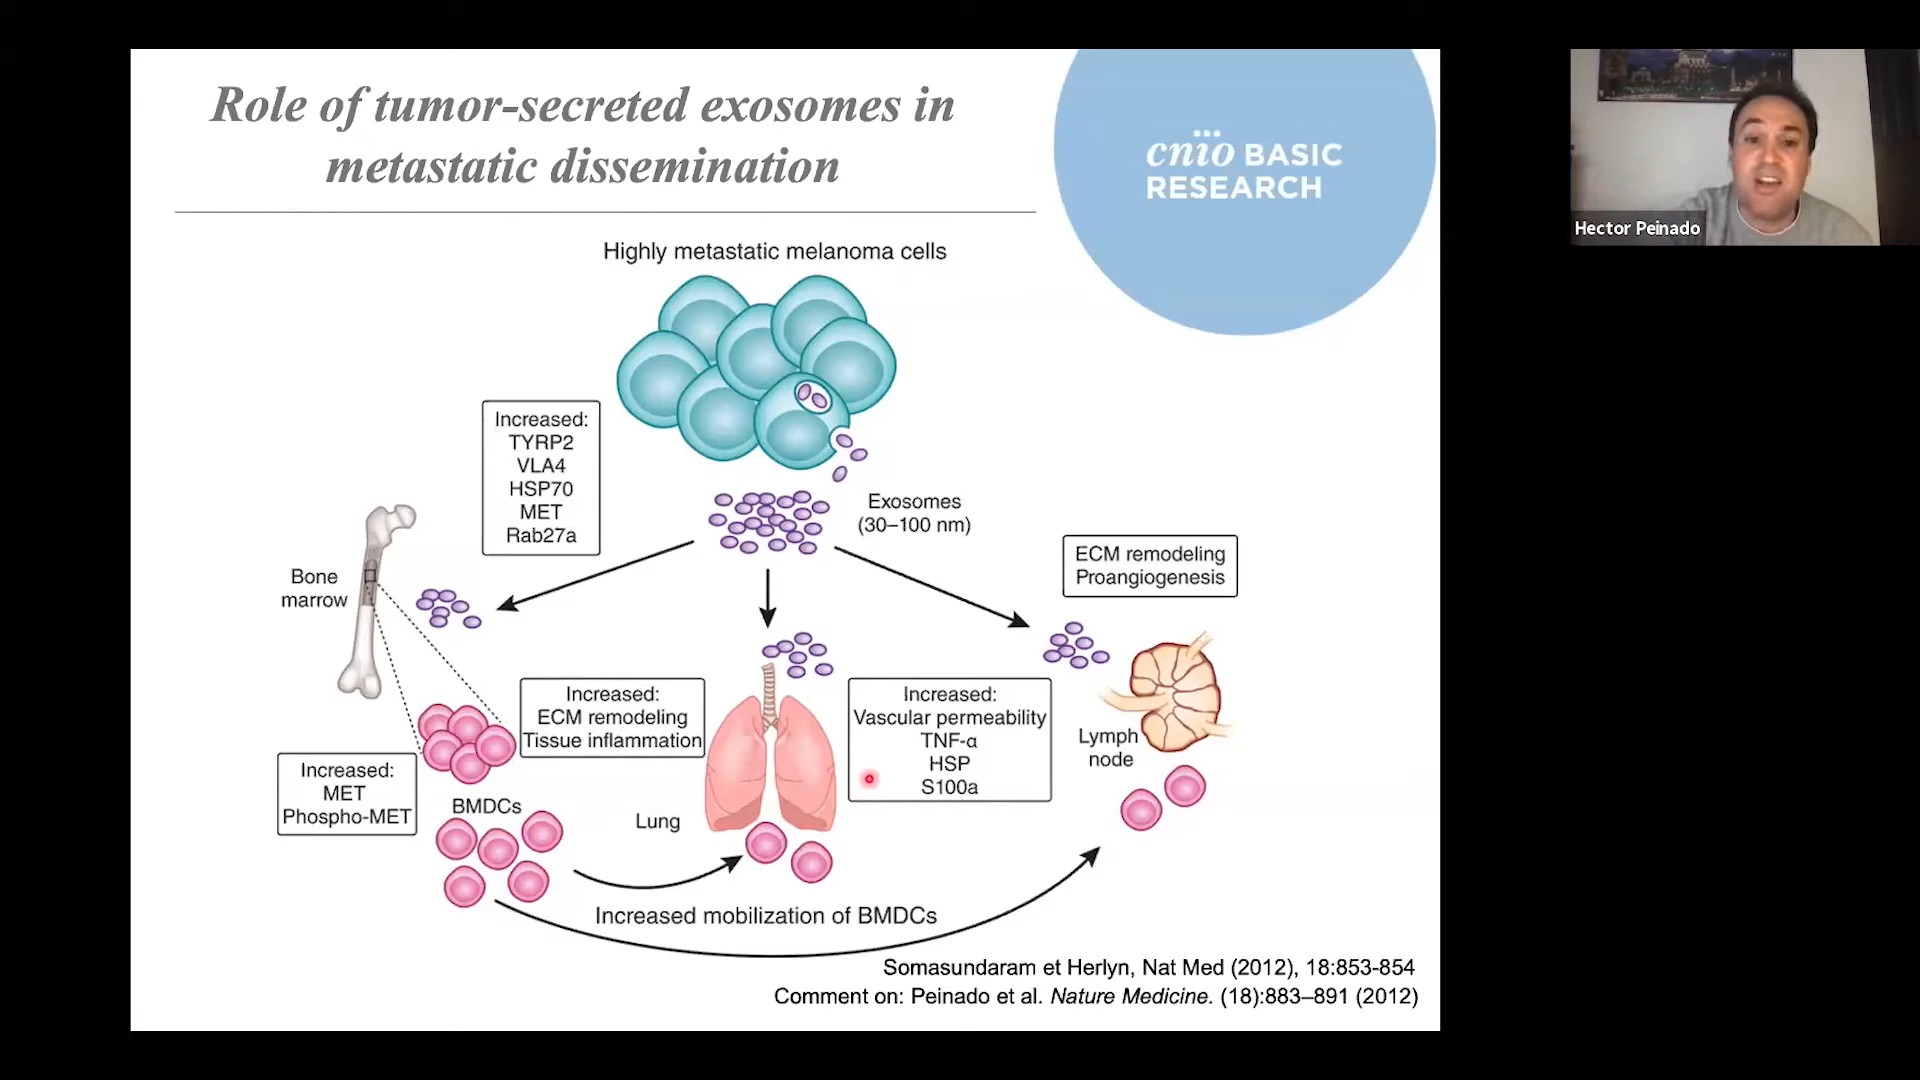 Role of tumor-secreted exosomes in
metastatic dissemination
cnio BASIC
RESEARCH
Hector Peinado
Highly metastatic melanoma cells
Increased:
TYRP2
VLA4
HSP70
MET
Rab27a
Exosomes
(30–100 nm)
ECM remodeling
Proangiogenesis
Bone
marrow
Increased:
ECM remodeling
Tissue inflammation
Increased:
Vascular permeability
TNF-α
HSP
S100a
Lymph
node
Increased:
MET
Phospho-MET
BMDCs
Lung
Increased mobilization of BMDCs
Somasundaram et Herlyn, Nat Med (2012), 18:853-854
Comment on: Peinado et al. Nature Medicine. (18):883–891 (2012)